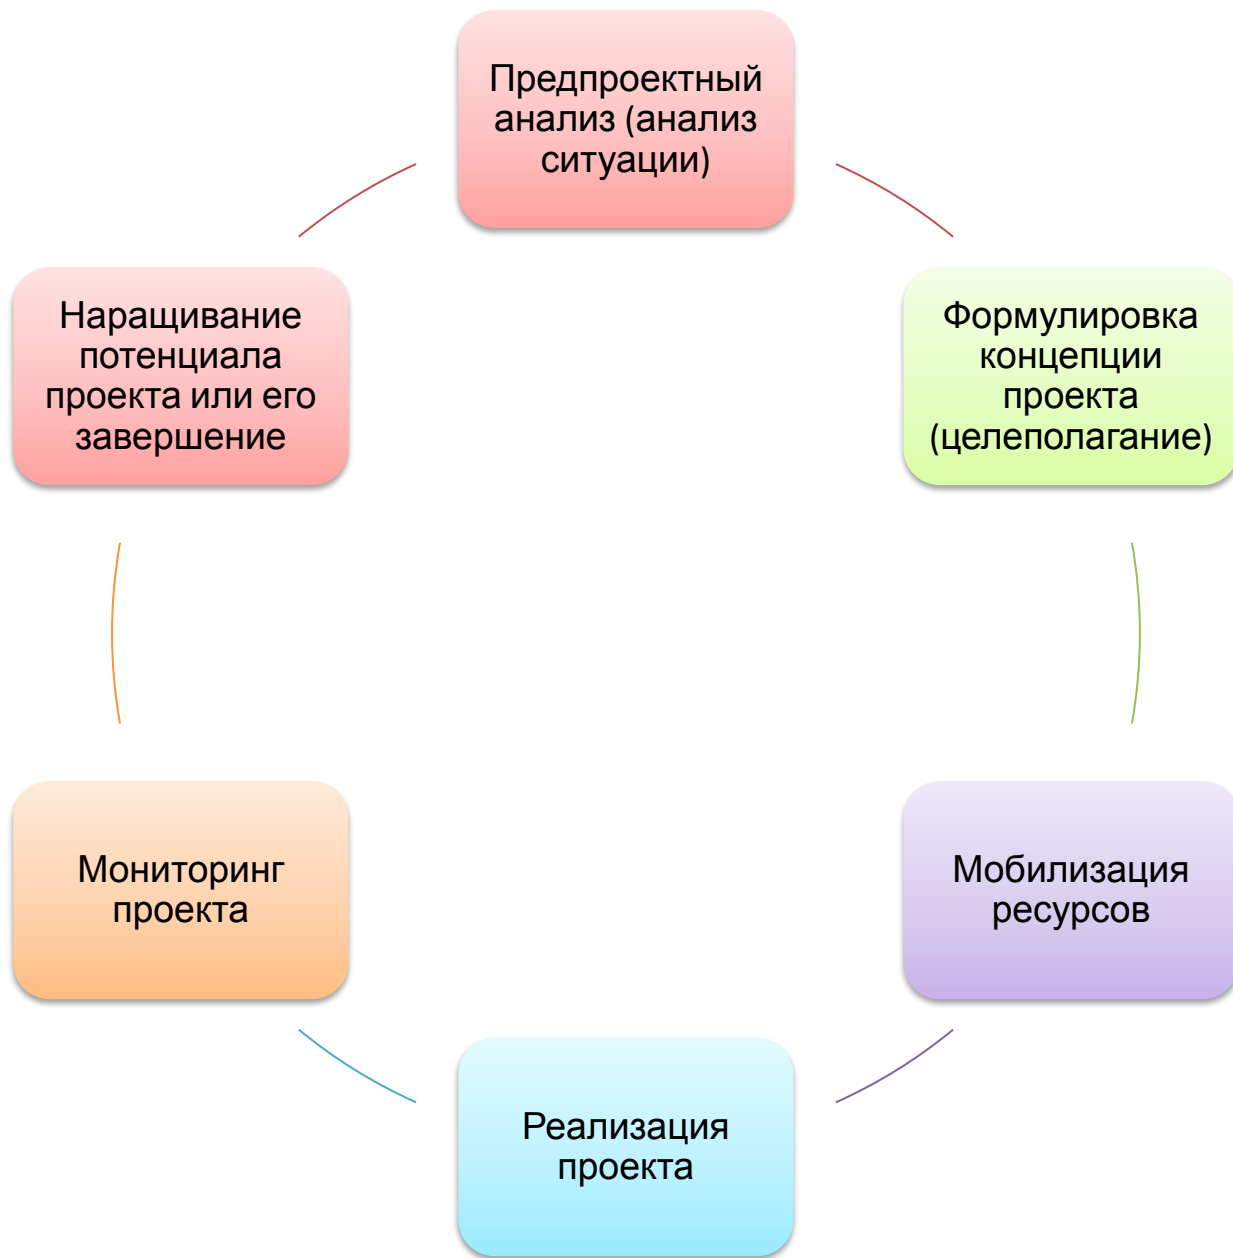 Предпроектный
анализ (анализ
ситуации)
Формулировка
концепции
проекта
(целеполагание)
Мобилизация
ресурсов
Реализация
проекта
Мониторинг
проекта
Наращивание
потенциала
проекта или его
завершение